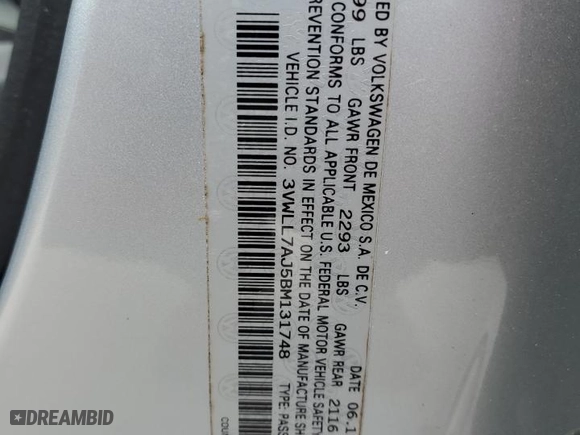 ED BY VOLKSWAGEN DE MEXICO S.A. DE C.V.
99 LBS GAWR FRONT 2293 LBS GAWR REAR 2116
CONFORMS TO ALL APPLICABLE U.S. FEDERAL MOTOR VEHICLE SAFETY
REVENTION STANDARDS IN EFFECT ON THE DATE OF MANUFACTURE SH
VEHICLE I.D. NO. 3VWLL7AJ5BM131748 TYPE: PASS
DATE 06.1
COU
DREAMBID